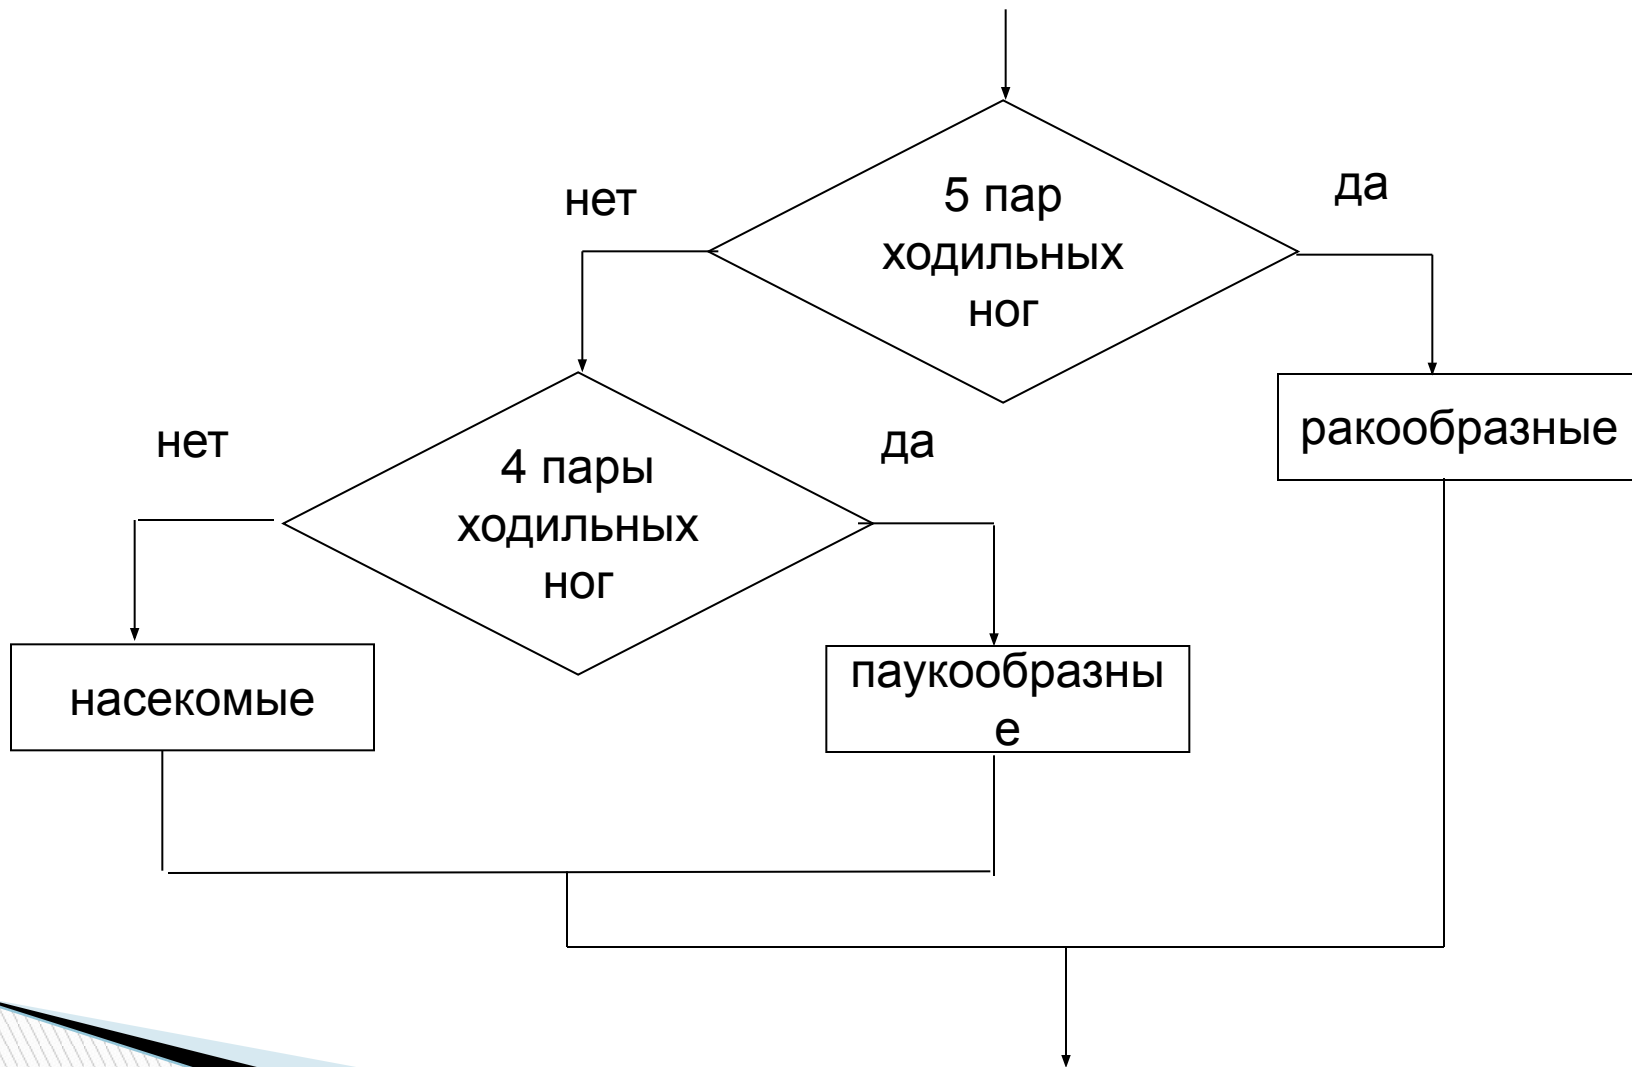 нет
5 пар
ходильных
ног
да
нет
4 пары
ходильных
ног
да
ракообразные
насекомые
паукообразны
е